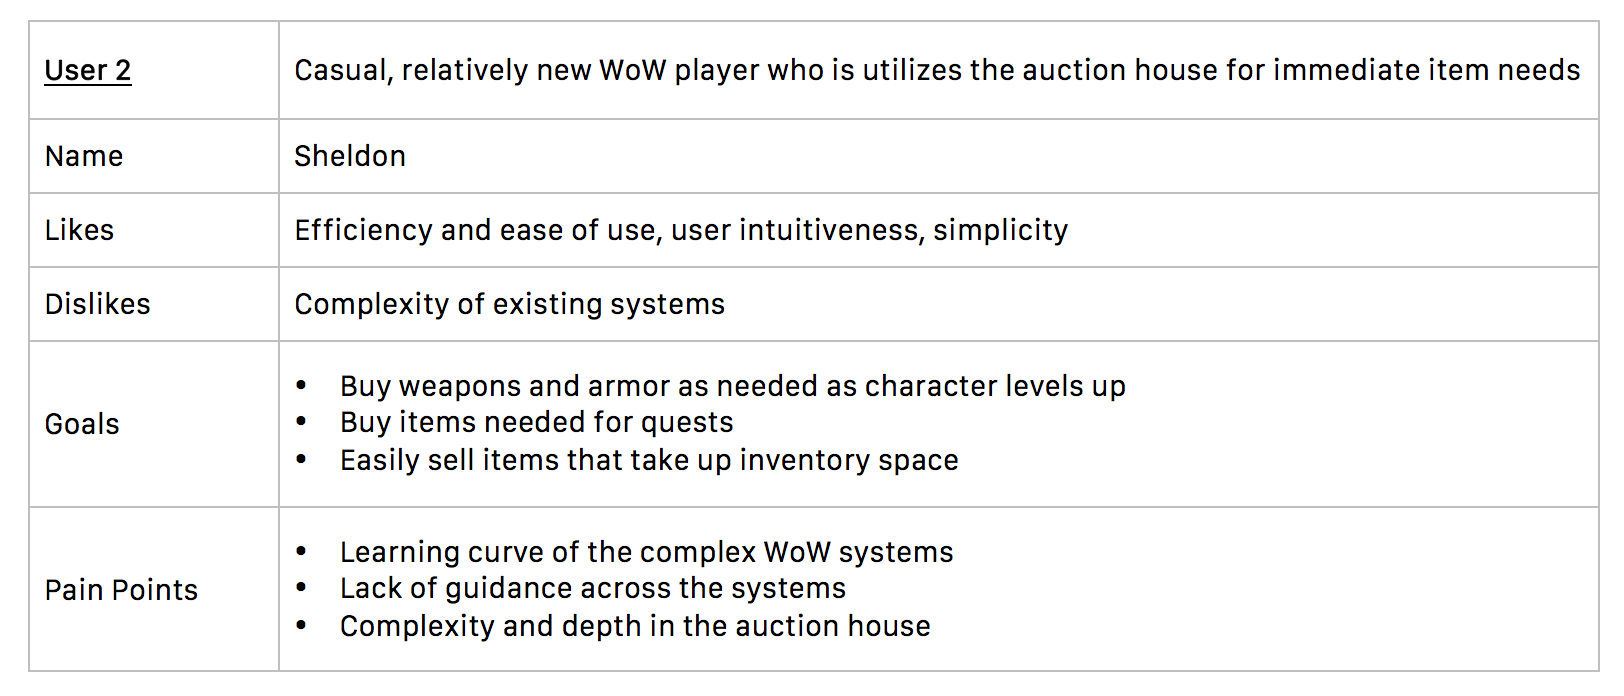 User 2
Casual, relatively new WoW player who is utilizes the auction house for immediate item needs
Name
Sheldon
Likes
Efficiency and ease of use, user intuitiveness, simplicity
Dislikes
Complexity of existing systems
Goals
• Buy weapons and armor as needed as character levels up
• Buy items needed for quests
• Easily sell items that take up inventory space
Pain Points
• Learning curve of the complex WoW systems
• Lack of guidance across the systems
• Complexity and depth in the auction house